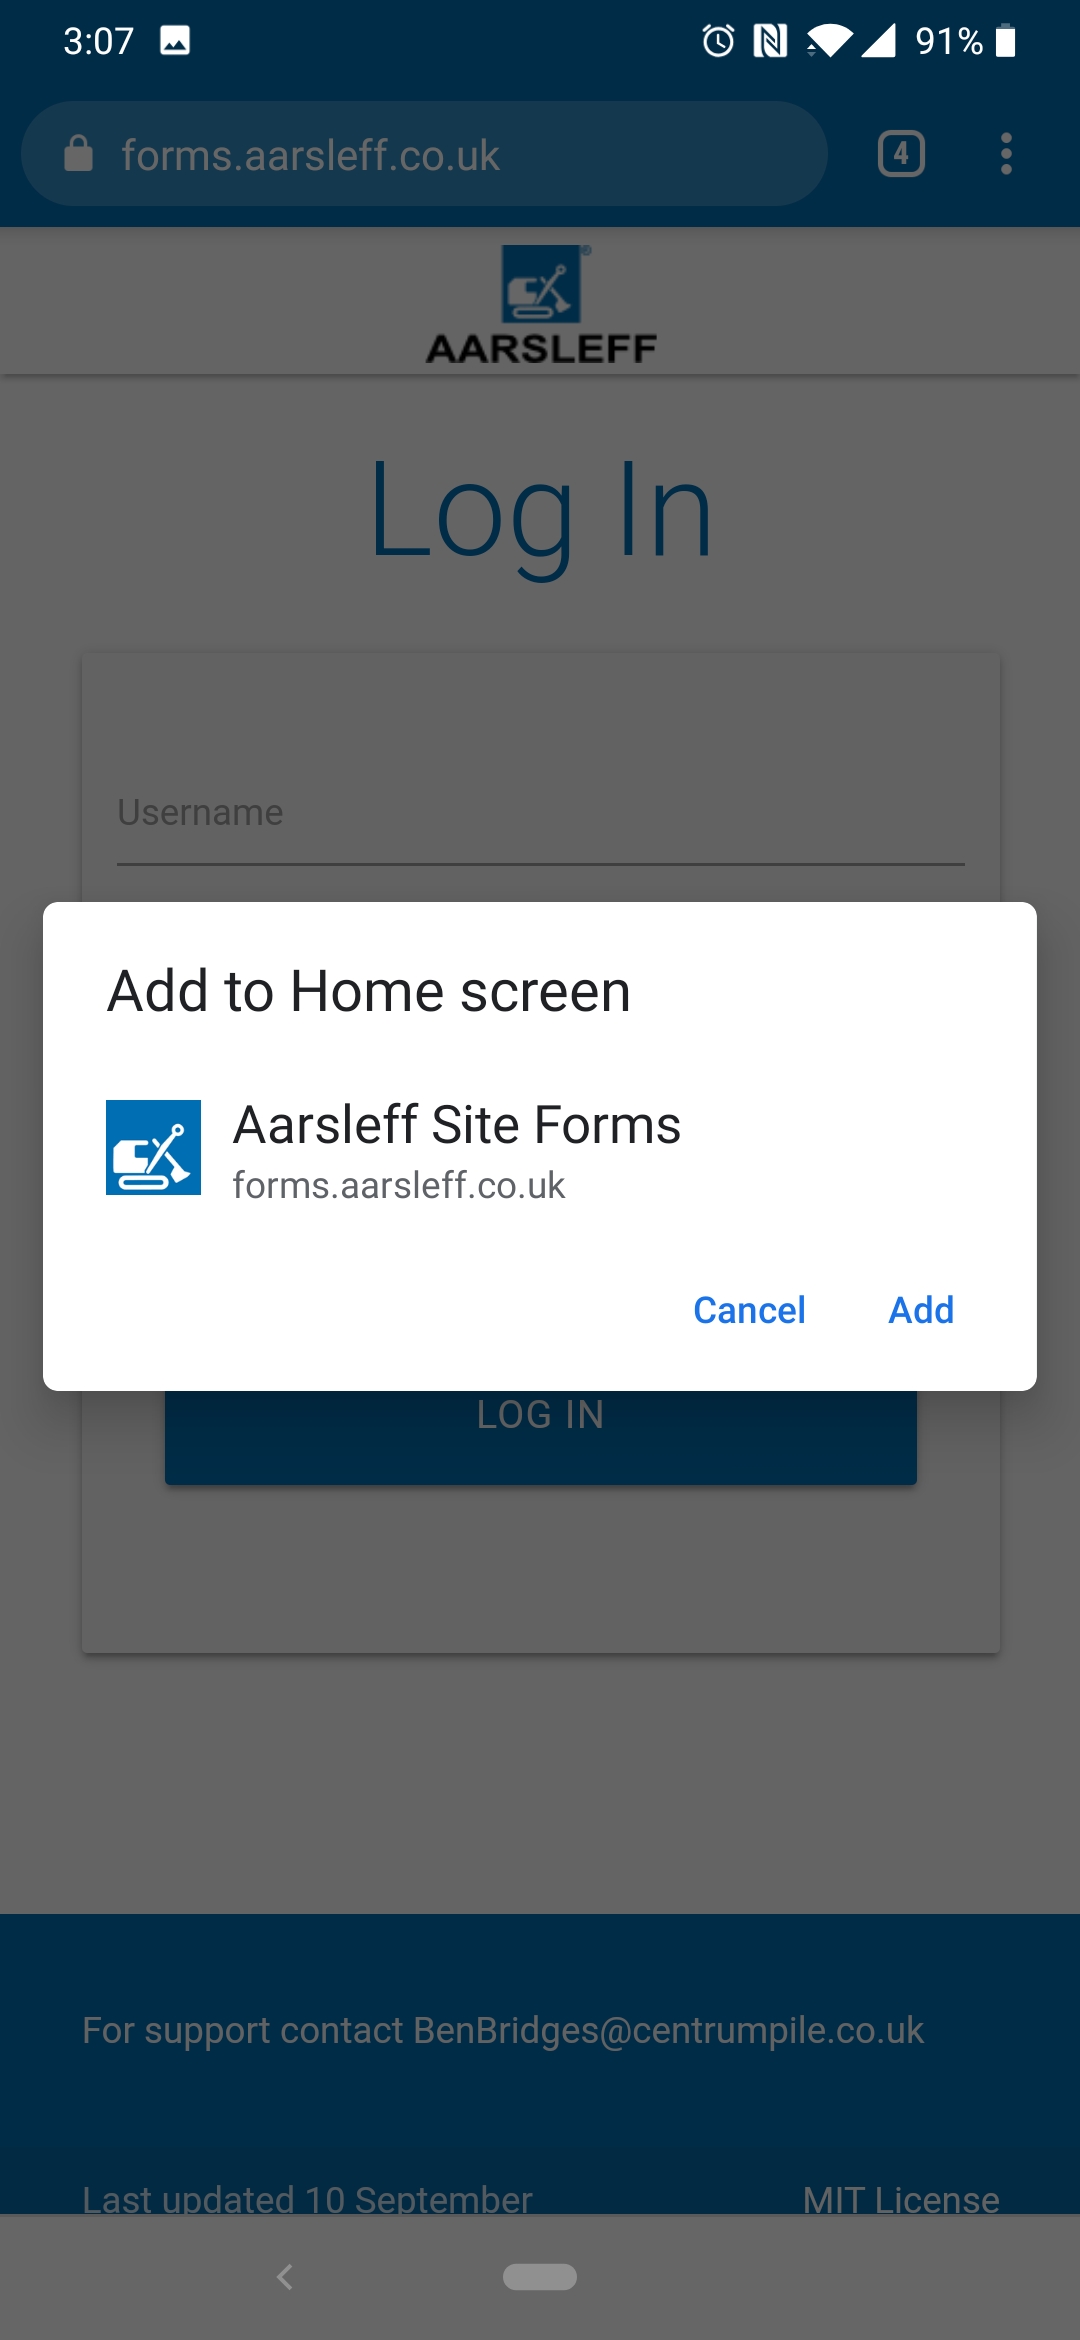 3:07
91%
forms.aarsleff.co.uk
4
AARSLEFF
Log In
Username
Add to Home screen
Aarsleff Site Forms
forms.aarsleff.co.uk
Cancel
Add
LOG IN
For support contact BenBridges@centrumpile.co.uk
Last updated 10 September
MIT License